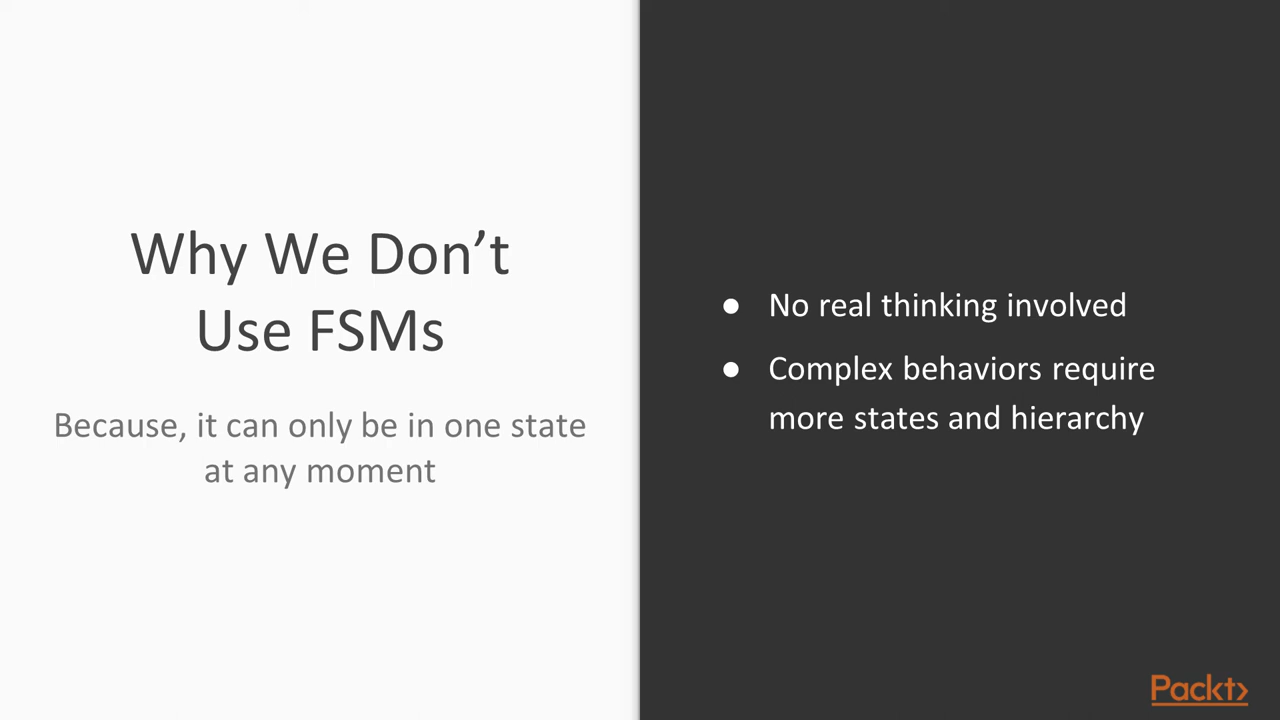 Why We Don’t
Use FSMs
Because, it can only be in one state
at any moment
● No real thinking involved
● Complex behaviors require
more states and hierarchy
Packt>